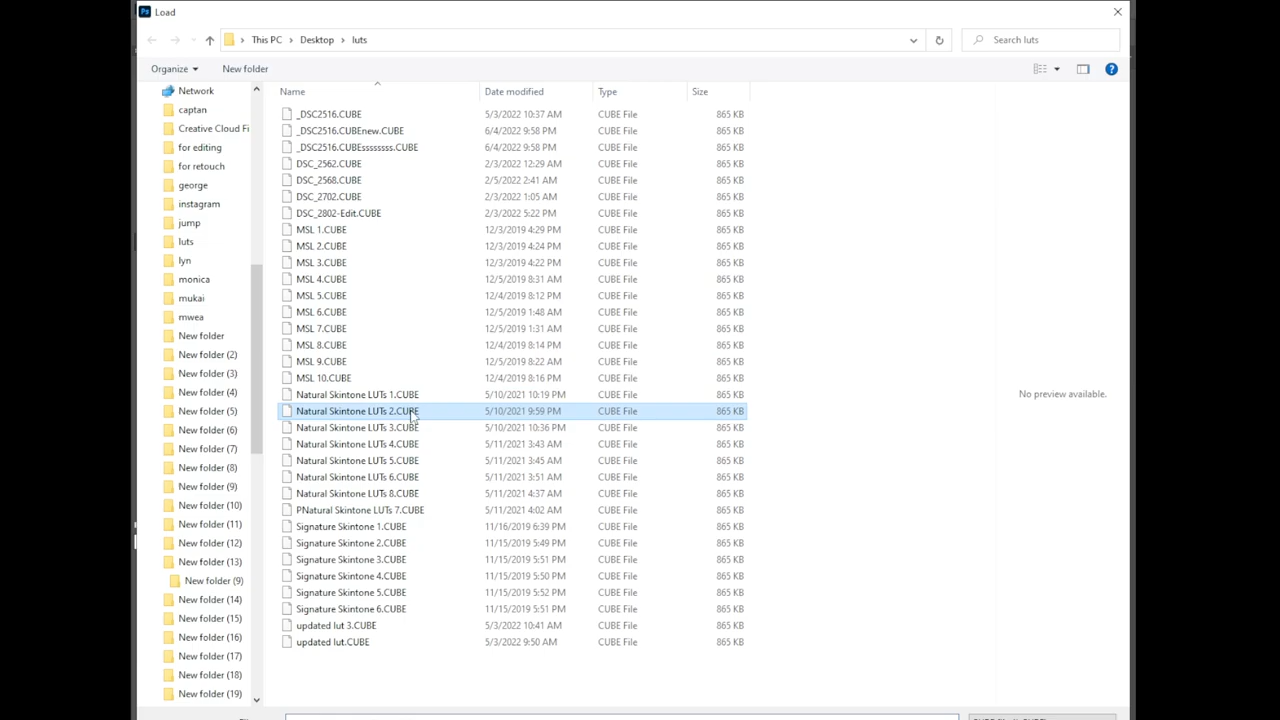 Ps Load
This PC > Desktop > luts
Search luts
Organize
New folder
Network
captan
Creative Cloud Fi
for editing
for retouch
george
instagram
jump
luts
lyn
monica
mukai
mwea
New folder
New folder (2)
New folder (3)
New folder (4)
New folder (5)
New folder (6)
New folder (7)
New folder (8)
New folder (9)
New folder (10)
New folder (11)
New folder (12)
New folder (13)
New folder (9)
New folder (14)
New folder (15)
New folder (16)
New folder (17)
New folder (18)
New folder (19)
Name Date modified Type Size
_DSC2516.CUBE 5/3/2022 10:37 AM CUBE File 865 KB
_DSC2516.CUBEnew.CUBE 6/4/2022 9:58 PM CUBE File 865 KB
_DSC2516.CUBEssssssss.CUBE 6/4/2022 9:58 PM CUBE File 865 KB
DSC_2562.CUBE 2/3/2022 12:29 AM CUBE File 865 KB
DSC_2568.CUBE 2/5/2022 2:41 AM CUBE File 865 KB
DSC_2702.CUBE 2/3/2022 1:05 AM CUBE File 865 KB
DSC_2802-Edit.CUBE 2/3/2022 5:22 PM CUBE File 865 KB
MSL 1.CUBE 12/3/2019 4:29 PM CUBE File 865 KB
MSL 2.CUBE 12/3/2019 4:24 PM CUBE File 865 KB
MSL 3.CUBE 12/3/2019 4:22 PM CUBE File 865 KB
MSL 4.CUBE 12/5/2019 8:31 AM CUBE File 865 KB
MSL 5.CUBE 12/4/2019 8:12 PM CUBE File 865 KB
MSL 6.CUBE 12/5/2019 1:48 AM CUBE File 865 KB
MSL 7.CUBE 12/5/2019 1:31 AM CUBE File 865 KB
MSL 8.CUBE 12/4/2019 8:14 PM CUBE File 865 KB
MSL 9.CUBE 12/5/2019 8:22 AM CUBE File 865 KB
MSL 10.CUBE 12/4/2019 8:16 PM CUBE File 865 KB
Natural Skintone LUTs 1.CUBE 5/10/2021 10:19 PM CUBE File 865 KB
Natural Skintone LUTs 2.CUBE 5/10/2021 9:59 PM CUBE File 865 KB
Natural Skintone LUTs 3.CUBE 5/10/2021 10:36 PM CUBE File 865 KB
Natural Skintone LUTs 4.CUBE 5/11/2021 3:43 AM CUBE File 865 KB
Natural Skintone LUTs 5.CUBE 5/11/2021 3:45 AM CUBE File 865 KB
Natural Skintone LUTs 6.CUBE 5/11/2021 3:51 AM CUBE File 865 KB
Natural Skintone LUTs 8.CUBE 5/11/2021 4:37 AM CUBE File 865 KB
PNatural Skintone LUTs 7.CUBE 5/11/2021 4:02 AM CUBE File 865 KB
Signature Skintone 1.CUBE 11/16/2019 6:39 PM CUBE File 865 KB
Signature Skintone 2.CUBE 11/15/2019 5:49 PM CUBE File 865 KB
Signature Skintone 3.CUBE 11/15/2019 5:51 PM CUBE File 865 KB
Signature Skintone 4.CUBE 11/15/2019 5:50 PM CUBE File 865 KB
Signature Skintone 5.CUBE 11/15/2019 5:52 PM CUBE File 865 KB
Signature Skintone 6.CUBE 11/15/2019 5:51 PM CUBE File 865 KB
updated lut 3.CUBE 5/3/2022 10:41 AM CUBE File 865 KB
updated lut.CUBE 5/3/2022 9:50 AM CUBE File 865 KB
No preview available.